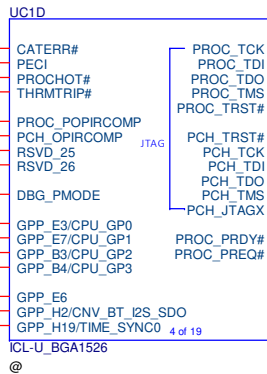 UC1D
CATERR#
PECI
PROCHOT#
THRMTRIP#
PROC_POPIRCOMP
PCH_OPIRCOMP
RSVD_25
RSVD_26
DBG_PMODE
GPP_E3/CPU_GP0
GPP_E7/CPU_GP1
GPP_B3/CPU_GP2
GPP_B4/CPU_GP3
GPP_E6
GPP_H2/CNV_BT_I2S_SDO
GPP_H19/TIME_SYNC0
JTAG
PROC_TCK
PROC_TDI
PROC_TDO
PROC_TMS
PROC_TRST#
PCH_TRST#
PCH_TCK
PCH_TDI
PCH_TDO
PCH_TMS
PCH_JTAGX
PROC_PRDY#
PROC_PREQ#
4 of 19
ICL-U_BGA1526
@